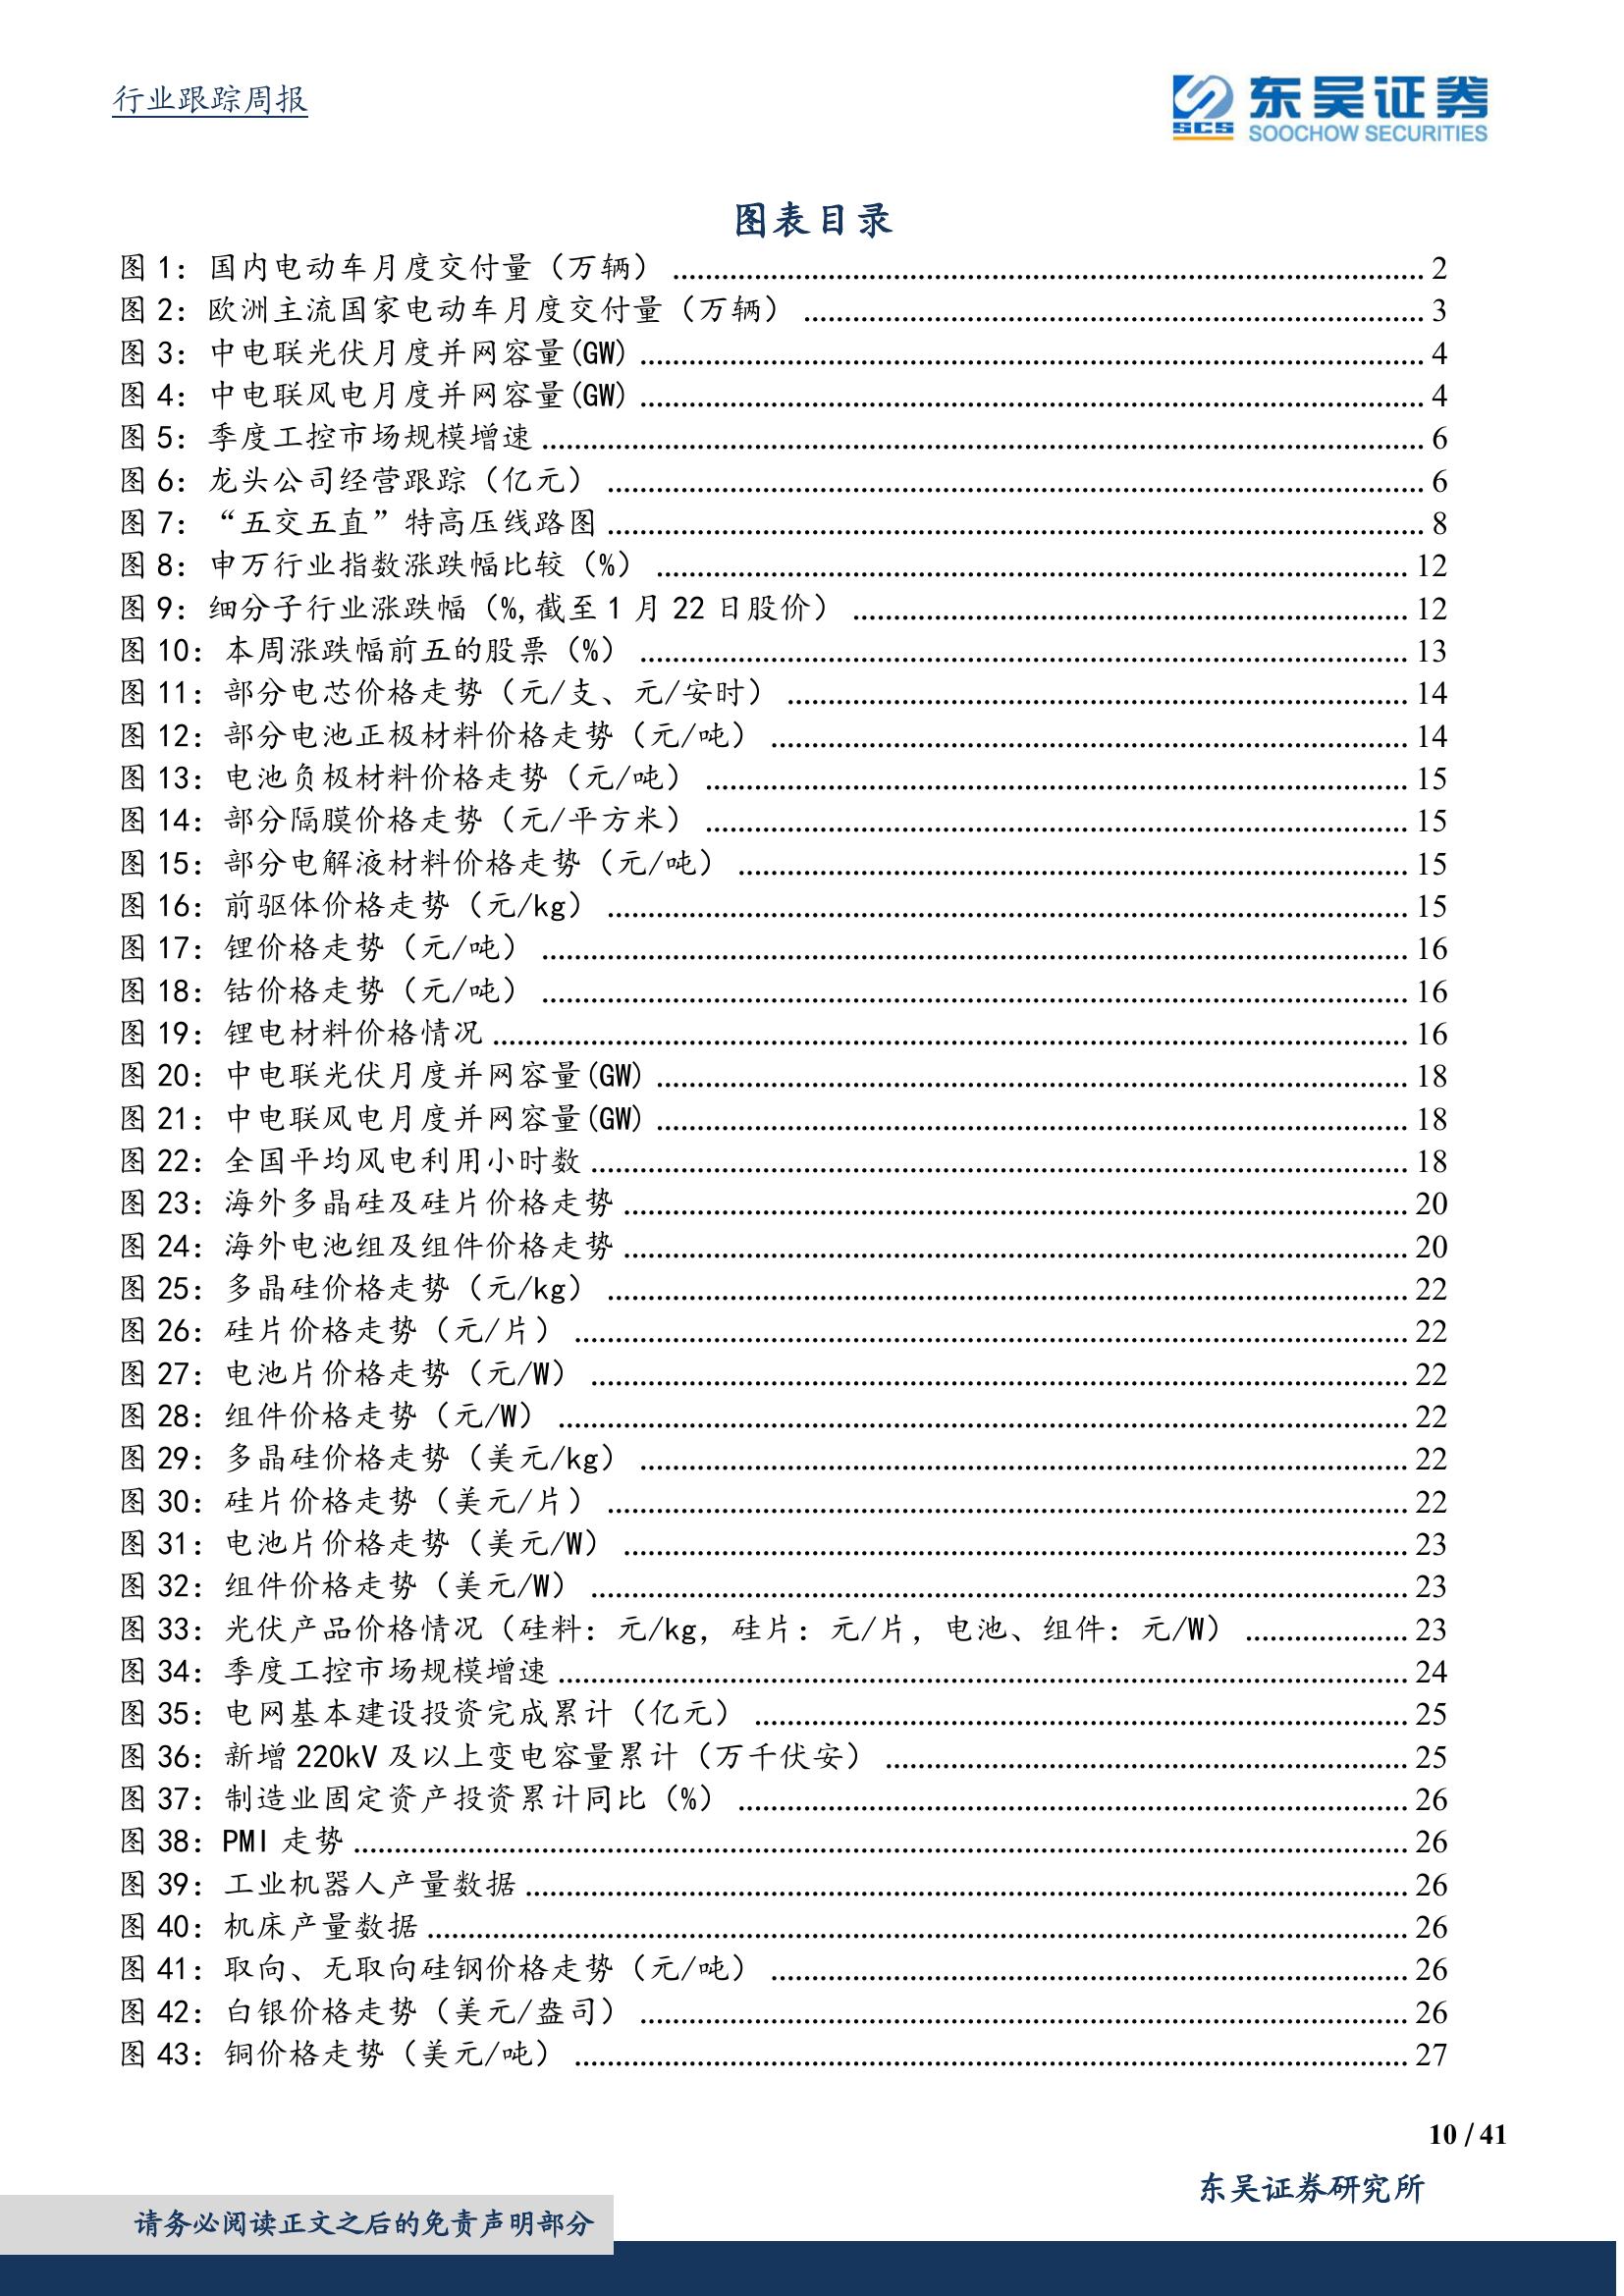 行业跟踪周报
SCS
东吴证券
SOOCHOW SECURITIES
图表目录
图 1：国内电动车月度交付量（万辆） ........ 2
图 2：欧洲主流国家电动车月度交付量（万辆） ........ 3
图 3：中电联光伏月度并网容量(GW) ........ 4
图 4：中电联风电月度并网容量(GW) ........ 4
图 5：季度工控市场规模增速 ........ 6
图 6：龙头公司经营跟踪（亿元） ........ 6
图 7：“五交五直”特高压线路图 ........ 8
图 8：申万行业指数涨跌幅比较（%） ........ 12
图 9：细分子行业涨跌幅（%,截至 1 月 22 日股价） ........ 12
图 10：本周涨跌幅前五的股票（%） ........ 13
图 11：部分电芯价格走势（元/支、元/安时） ........ 14
图 12：部分电池正极材料价格走势（元/吨） ........ 14
图 13：电池负极材料价格走势（元/吨） ........ 15
图 14：部分隔膜价格走势（元/平方米） ........ 15
图 15：部分电解液材料价格走势（元/吨） ........ 15
图 16：前驱体价格走势（元/kg） ........ 15
图 17：锂价格走势（元/吨） ........ 16
图 18：钴价格走势（元/吨） ........ 16
图 19：锂电材料价格情况 ........ 16
图 20：中电联光伏月度并网容量(GW) ........ 18
图 21：中电联风电月度并网容量(GW) ........ 18
图 22：全国平均风电利用小时数 ........ 18
图 23：海外多晶硅及硅片价格走势 ........ 20
图 24：海外电池组及组件价格走势 ........ 20
图 25：多晶硅价格走势（元/kg） ........ 22
图 26：硅片价格走势（元/片） ........ 22
图 27：电池片价格走势（元/W） ........ 22
图 28：组件价格走势（元/W） ........ 22
图 29：多晶硅价格走势（美元/kg） ........ 22
图 30：硅片价格走势（美元/片） ........ 22
图 31：电池片价格走势（美元/W） ........ 23
图 32：组件价格走势（美元/W） ........ 23
图 33：光伏产品价格情况（硅料：元/kg，硅片：元/片，电池、组件：元/W） ........ 23
图 34：季度工控市场规模增速 ........ 24
图 35：电网基本建设投资完成累计（亿元） ........ 25
图 36：新增 220kV 及以上变电容量累计（万千伏安） ........ 25
图 37：制造业固定资产投资累计同比（%） ........ 26
图 38：PMI 走势 ........ 26
图 39：工业机器人产量数据 ........ 26
图 40：机床产量数据 ........ 26
图 41：取向、无取向硅钢价格走势（元/吨） ........ 26
图 42：白银价格走势（美元/盎司） ........ 26
图 43：铜价格走势（美元/吨） ........ 27
10 / 41
东吴证券研究所
请务必阅读正文之后的免责声明部分